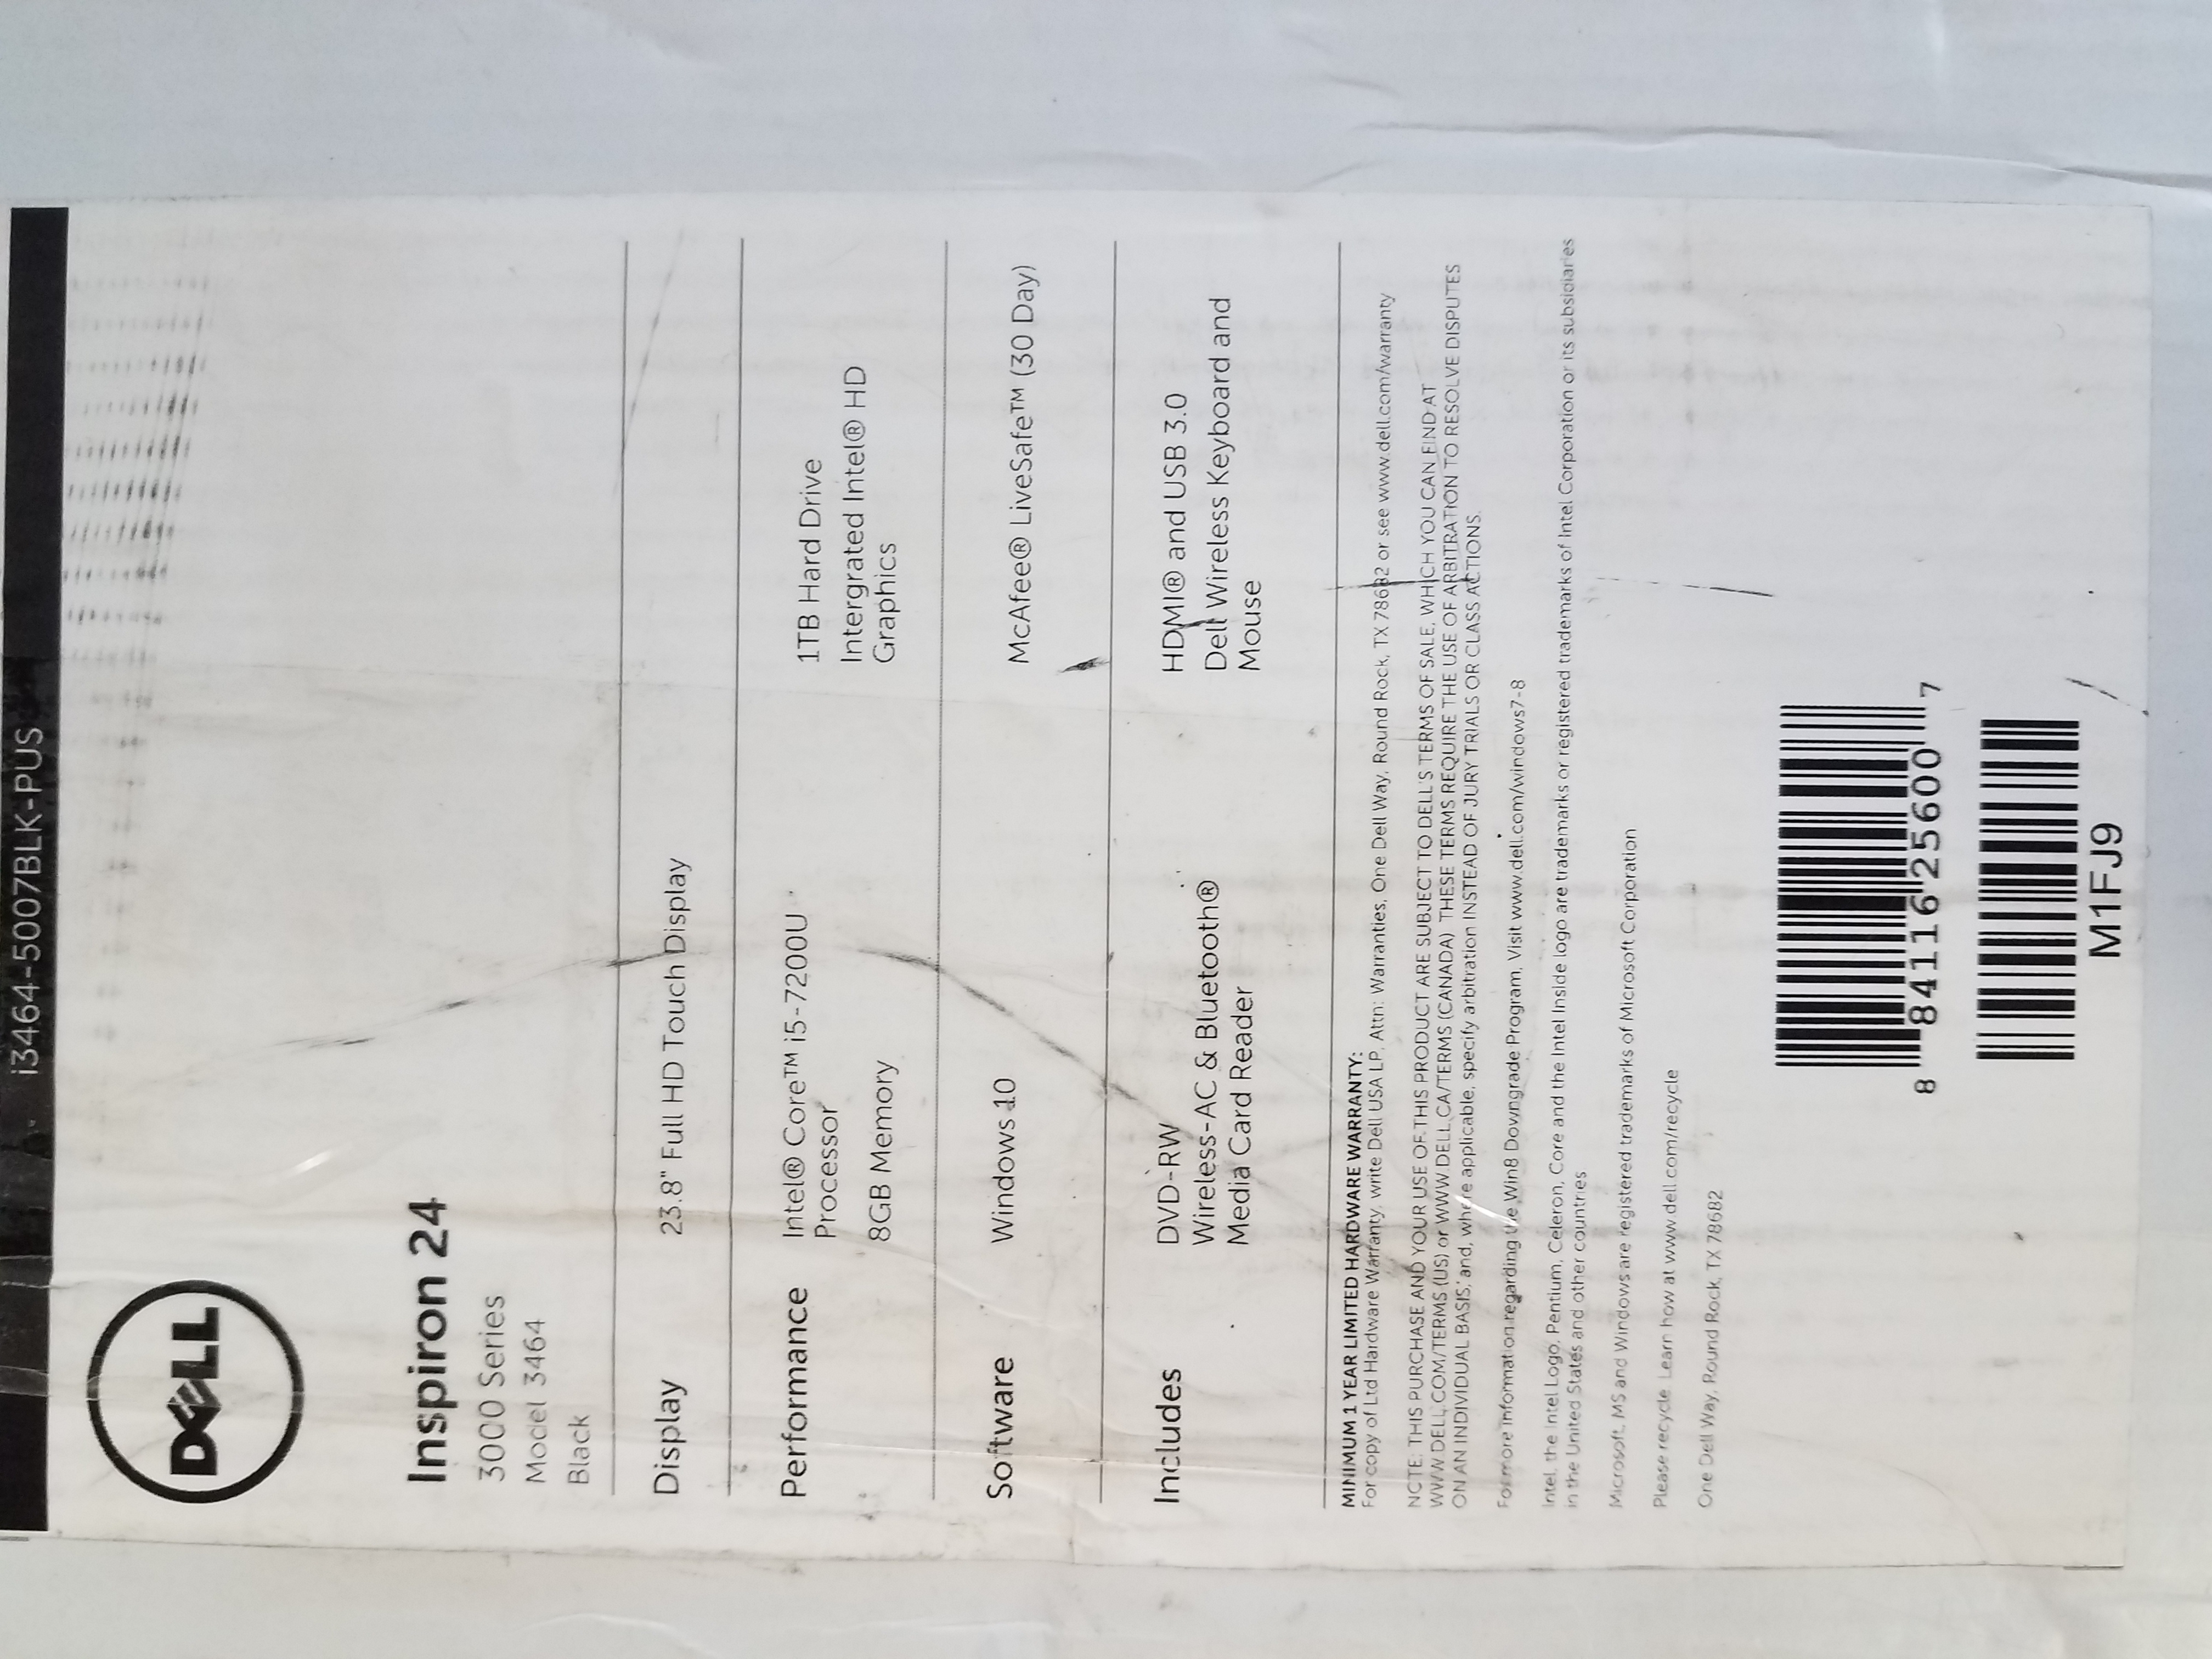 i3464-5007BLK-PUS
DELL
Inspiron 24
3000 Series
Model 3464
Black
Display
23.8" Full HD Touch Display
Performance
Intel® Core™ i5-7200U
Processor
8GB Memory
1TB Hard Drive
Intergrated Intel® HD
Graphics
Software
Windows 10
McAfee® LiveSafe™ (30 Day)
Includes
DVD-RW
Wireless-AC & Bluetooth®
Media Card Reader
HDMI® and USB 3.0
Dell Wireless Keyboard and
Mouse
MINIMUM 1 YEAR LIMITED HARDWARE WARRANTY:
For copy of Ltd Hardware Warranty, write Dell USA LP, Attn: Warranties, One Dell Way, Round Rock, TX 78682 or see www.dell.com/warranty
NOTE: THIS PURCHASE AND YOUR USE OF THIS PRODUCT ARE SUBJECT TO DELL'S TERMS OF SALE, WHICH YOU CAN FIND AT
WWW.DELL.COM/TERMS (US) or WWW.DELL.CA/TERMS (CANADA) THESE TERMS REQUIRE THE USE OF ARBITRATION TO RESOLVE DISPUTES
ON AN INDIVIDUAL BASIS, and, where applicable, specify arbitration INSTEAD OF JURY TRIALS OR CLASS ACTIONS.
For more information regarding the Win8 Downgrade Program, Visit www.dell.com/windows7-8
Intel, the Intel Logo, Pentium, Celeron, Core and the Intel Inside logo are trademarks or registered trademarks of Intel Corporation or its subsidiaries
in the United States and other countries
Microsoft, MS and Windows are registered trademarks of Microsoft Corporation
Please recycle. Learn how at www.dell.com/recycle
One Dell Way, Round Rock, TX 78682
8 84116 25600 7
M1FJ9